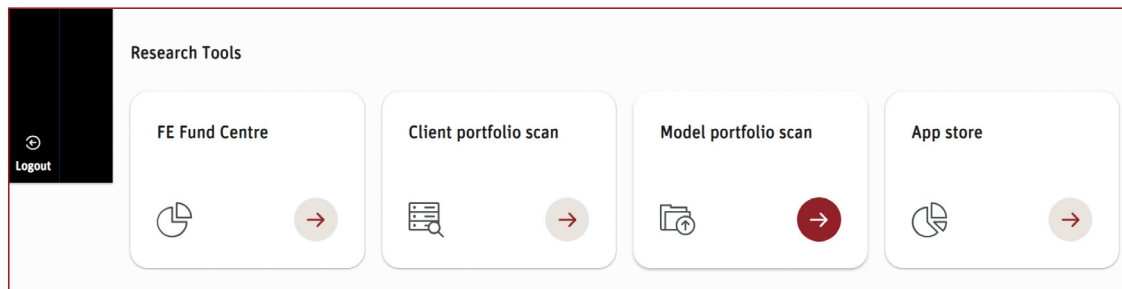 Research Tools
FE Fund Centre
Client portfolio scan
Model portfolio scan
App store
Logout